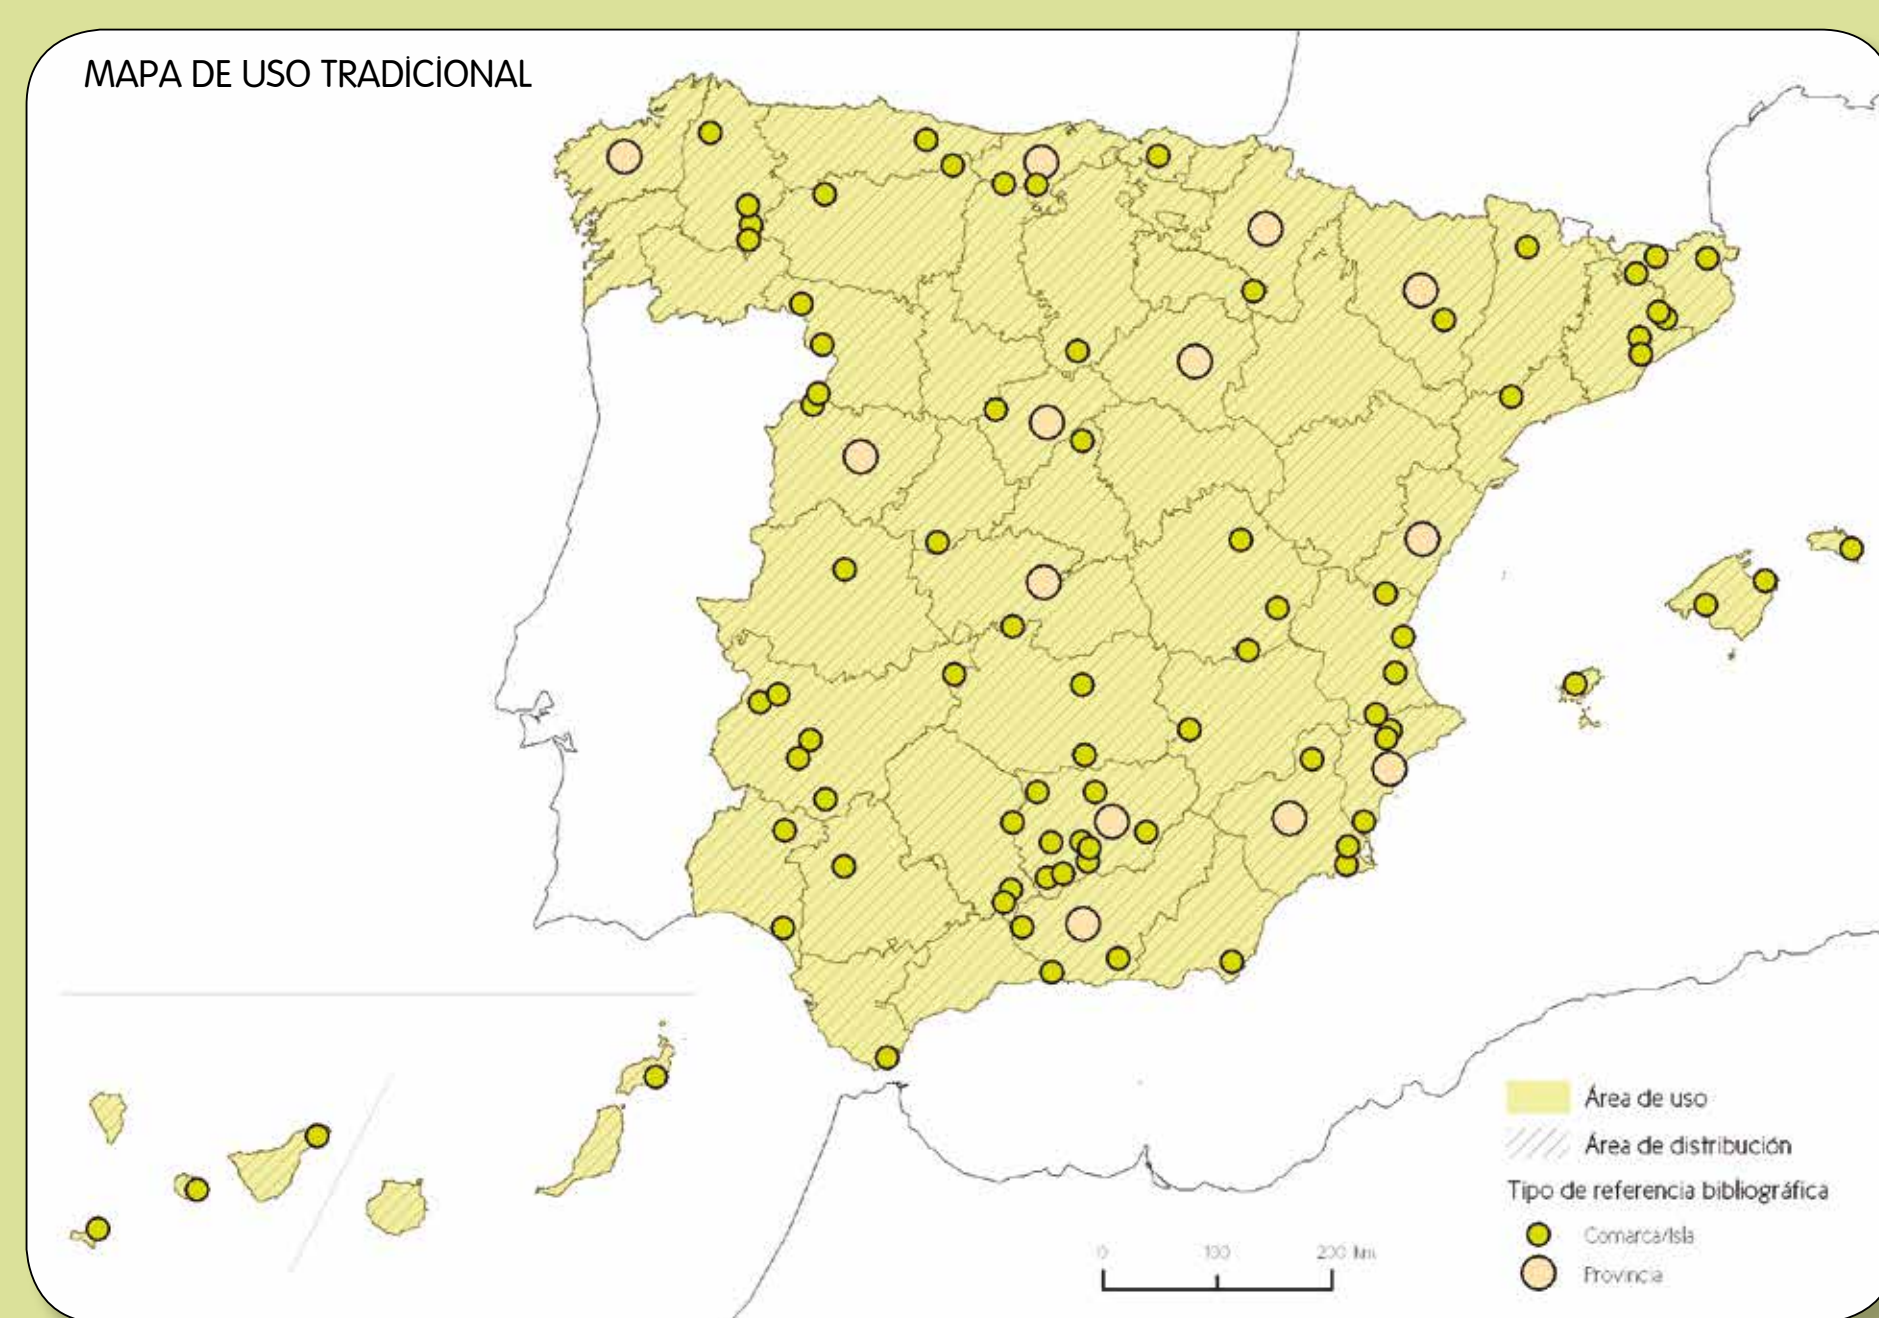 MAPA DE USO TRADICIONAL
Área de uso
Área de distribución
Tipo de referencia bibliográfica
Comarca/Isla
Provincia
0 100 200 km